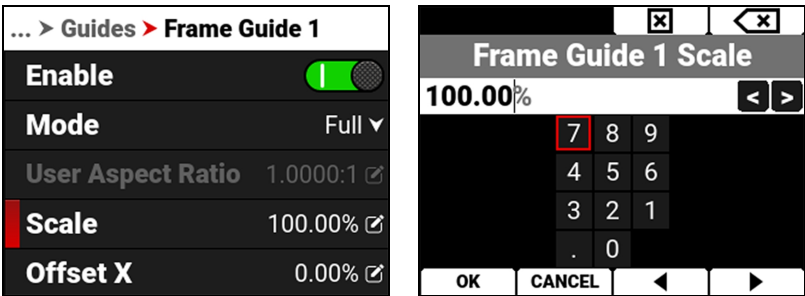 ... > Guides > Frame Guide 1
Enable
Mode Full
User Aspect Ratio 1.0000:1
Scale 100.00%
Offset X 0.00%
Frame Guide 1 Scale
100.00% < >
7 8 9
4 5 6
3 2 1
. 0
OK CANCEL